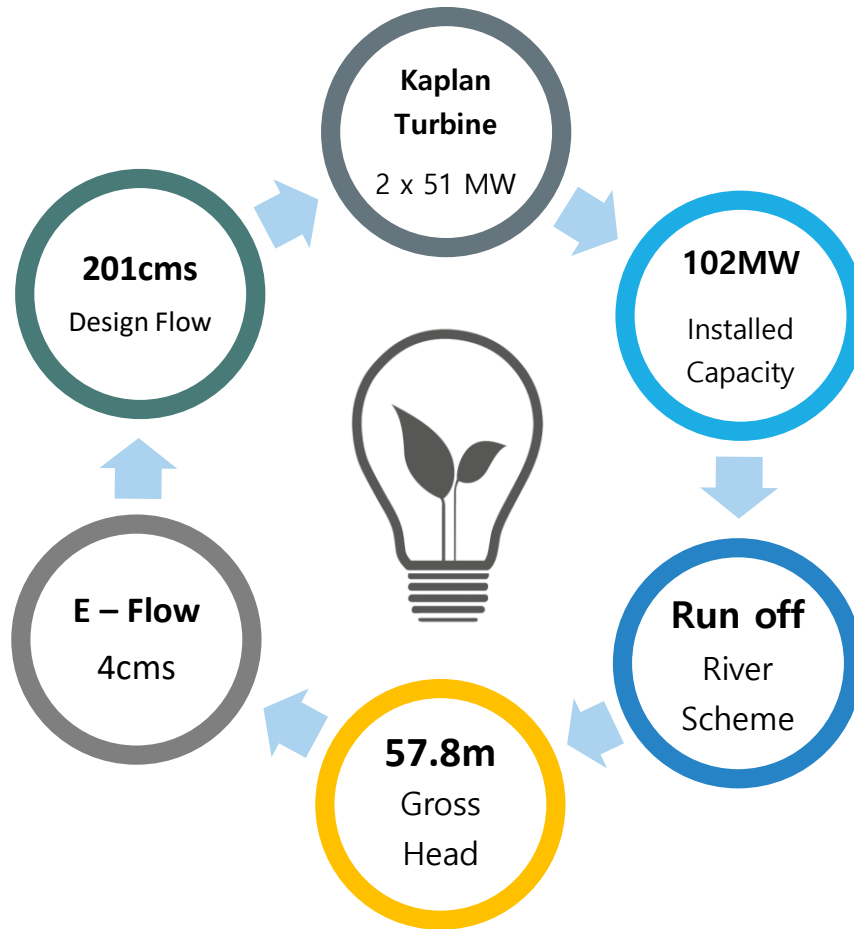 Kaplan
Turbine
2 x 51 MW
102MW
Installed
Capacity
Run off
River
Scheme
57.8m
Gross
Head
E – Flow
4cms
201cms
Design Flow